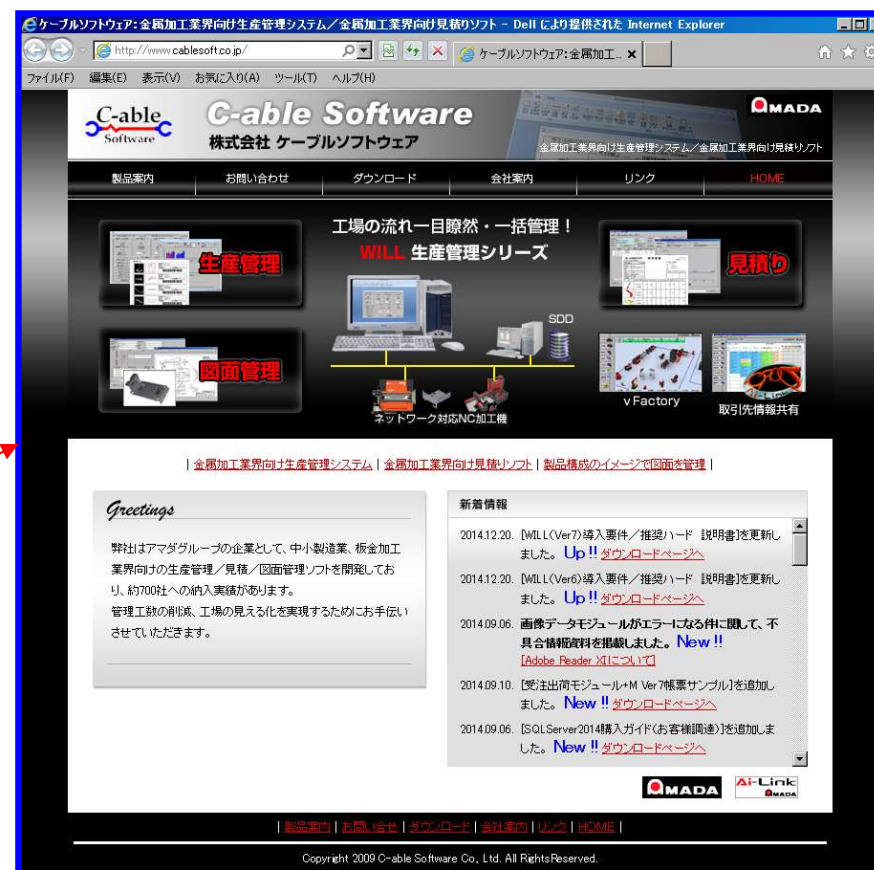 ケーブルソフトウェア:金属加工業界向け生産管理システム/金属加工業界向け見積りソフト - Dell により提供された Internet Explorer
http://www.cablesoft.co.jp/
ケーブルソフトウェア:金属加工...
ファイル(F) 編集(E) 表示(V) お気に入り(A) ツール(T) ヘルプ(H)
C-able
Software
C-able Software
株式会社 ケーブルソフトウェア
AMADA
金属加工業界向け生産管理システム/金属加工業界向け見積りソフト
製品案内 お問い合わせ ダウンロード 会社案内 リンク HOME
工場の流れ一目瞭然・一括管理!
WILL 生産管理シリーズ
生産管理
見積り
SDD
図面管理
ネットワーク対応NC加工機
v Factory
Ai-Link
取引先情報共有
| 金属加工業界向け生産管理システム | 金属加工業界向け見積りソフト | 製品構成のイメージで図面を管理 |
Greetings
弊社はアマダグループの企業として、中小製造業、板金加工
業界向けの生産管理/見積/図面管理ソフトを開発してお
り、約700社への納入実績があります。
管理工数の削減、工場の見える化を実現するためにお手伝い
させていただきます。
新着情報
2014.12.20. [WILL(Ver7)導入要件/推奨ハード 説明書]を更新し
ました。 Up !! ダウンロードページへ
2014.12.20. [WILL(Ver6)導入要件/推奨ハード 説明書]を更新し
ました。 Up !! ダウンロードページへ
2014.09.06. 画像データモジュールがエラーになる件に関して、不
具合情報資料を掲載しました。 New !!
[Adobe Reader XIについて]
2014.09.10. [受注出荷モジュール+M Ver7帳票サンプル]を追加し
ました。 New !! ダウンロードページへ
2014.09.06. [SQLServer2014購入ガイド(お客様調達)]を追加しま
した。 New !! ダウンロードページへ
AMADA
Ai-Link
AMADA
| 製品案内 | お問い合せ | ダウンロード | 会社案内 | リンク | HOME |
Copyright 2009 C-able Software Co., Ltd. All Rights Reserved.